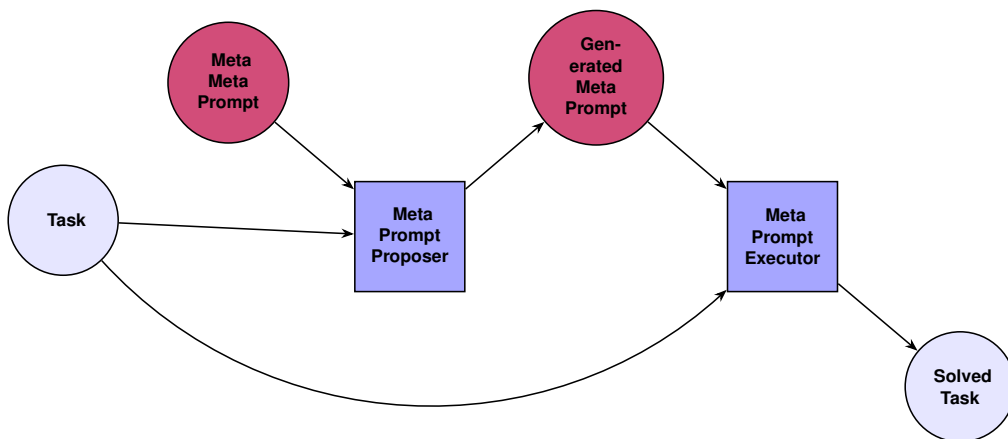 Meta
Meta
Prompt
Gen-
erated
Meta
Prompt
Task
Meta
Prompt
Proposer
Meta
Prompt
Executor
Solved
Task